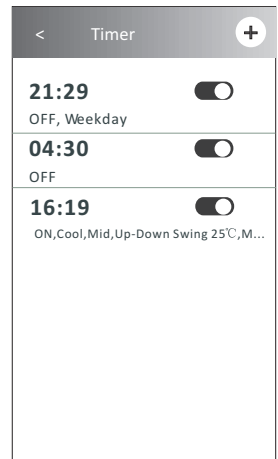 < Timer +
21:29
OFF, Weekday
04:30
OFF
16:19
ON,Cool,Mid,Up-Down Swing 25℃,M...